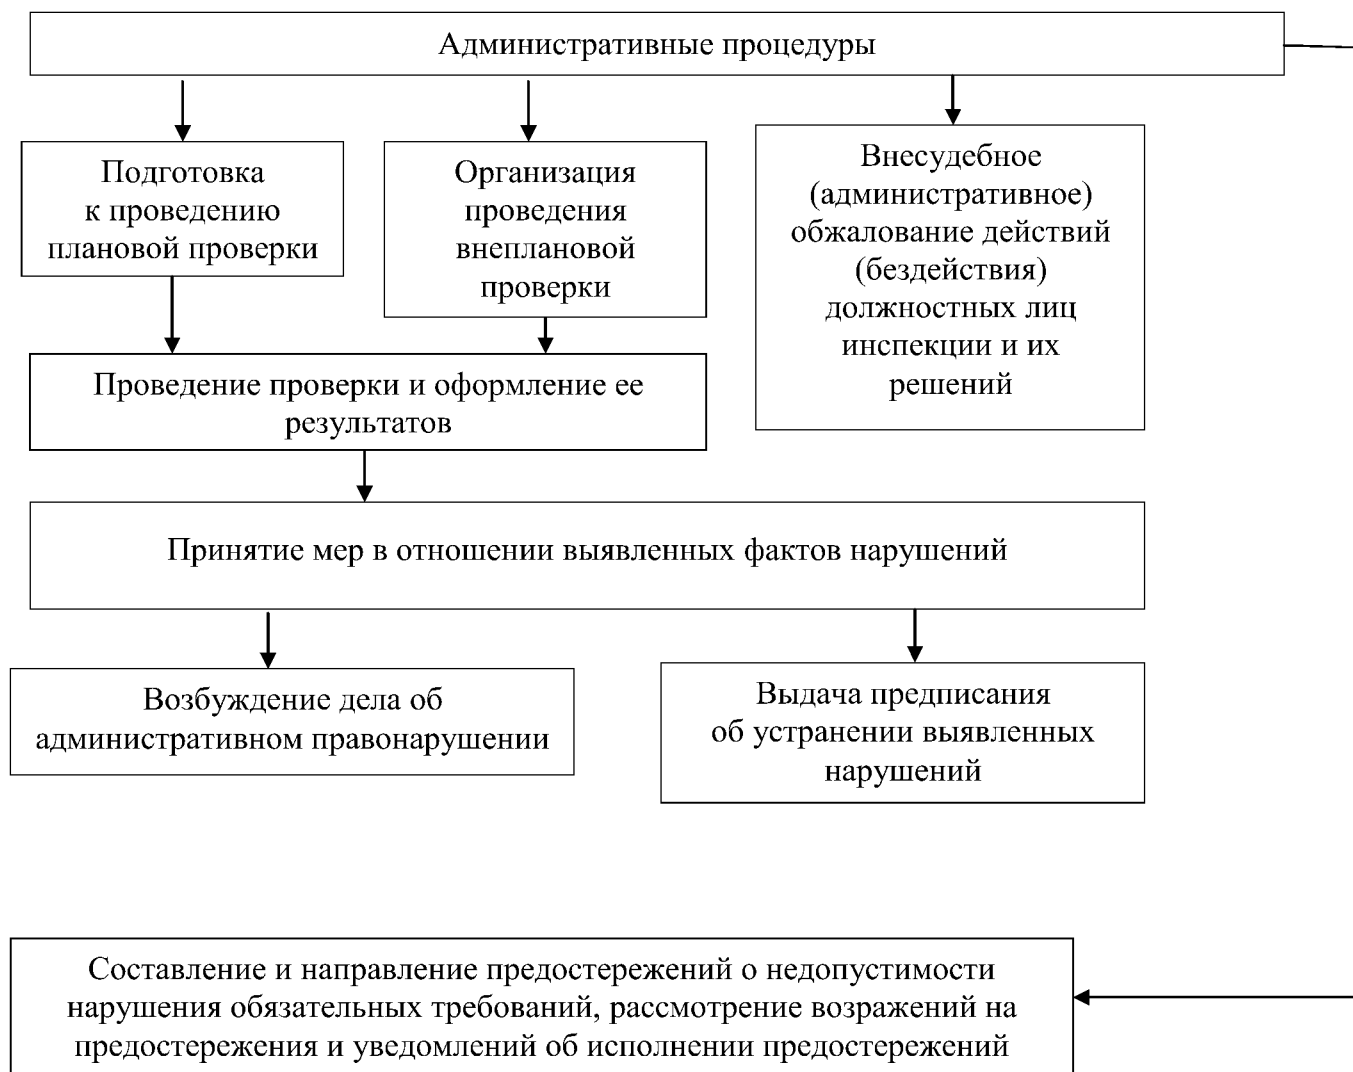 Административные процедуры
Подготовка
к проведению
плановой проверки
Организация
проведения
внеплановой
проверки
Внесудебное
(административное)
обжалование действий
(бездействия)
должностных лиц
инспекции и их
решений
Проведение проверки и оформление ее
результатов
Принятие мер в отношении выявленных фактов нарушений
Возбуждение дела об
административном правонарушении
Выдача предписания
об устранении выявленных
нарушений
Составление и направление предостережений о недопустимости
нарушения обязательных требований, рассмотрение возражений на
предостережения и уведомлений об исполнении предостережений